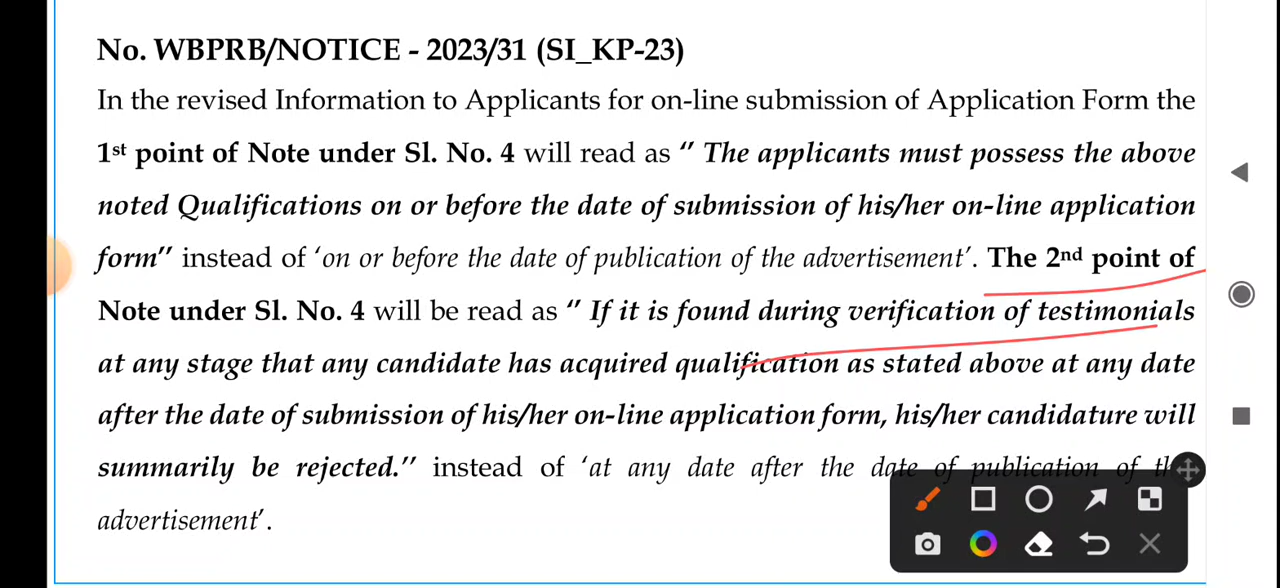 No. WBPRB/NOTICE - 2023/31 (SI_KP-23)
In the revised Information to Applicants for on-line submission of Application Form the
1st point of Note under Sl. No. 4 will read as “ The applicants must possess the above
noted Qualifications on or before the date of submission of his/her on-line application
form” instead of ‘on or before the date of publication of the advertisement’. The 2nd point of
Note under Sl. No. 4 will be read as “ If it is found during verification of testimonials
at any stage that any candidate has acquired qualification as stated above at any date
after the date of submission of his/her on-line application form, his/her candidature will
summarily be rejected.” instead of ‘at any date after the date of publication of
advertisement’.